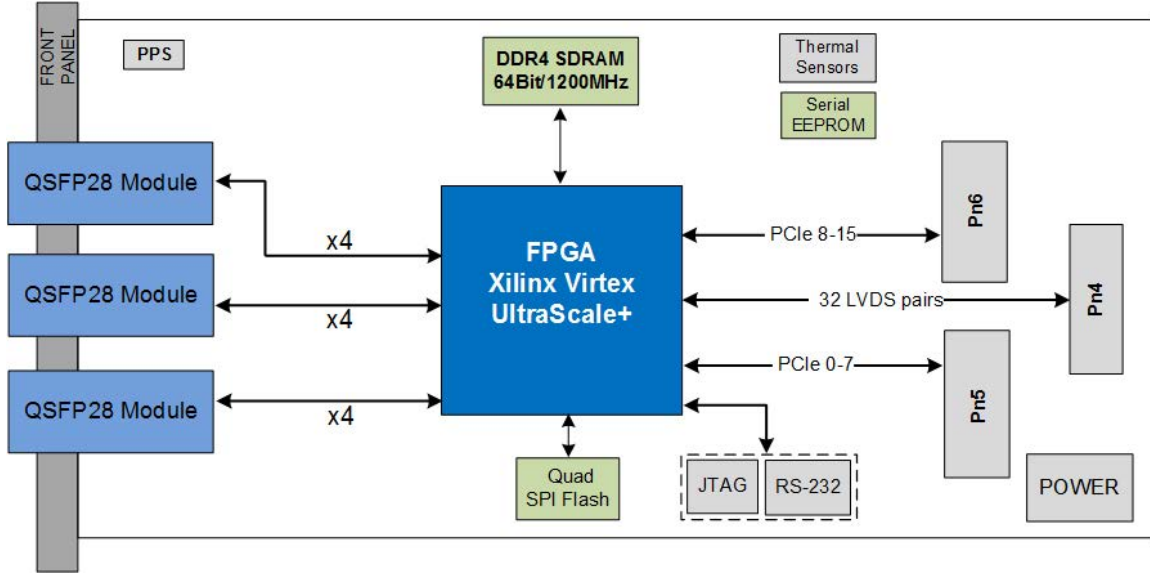 FRONT
PANEL
PPS
DDR4 SDRAM
64Bit/1200MHz
Thermal
Sensors
Serial
EEPROM
QSFP28 Module
x4
QSFP28 Module
x4
QSFP28 Module
x4
FPGA
Xilinx Virtex
UltraScale+
PCIe 8-15
Pn6
32 LVDS pairs
Pn4
PCIe 0-7
Pn5
Quad
SPI Flash
JTAG
RS-232
POWER